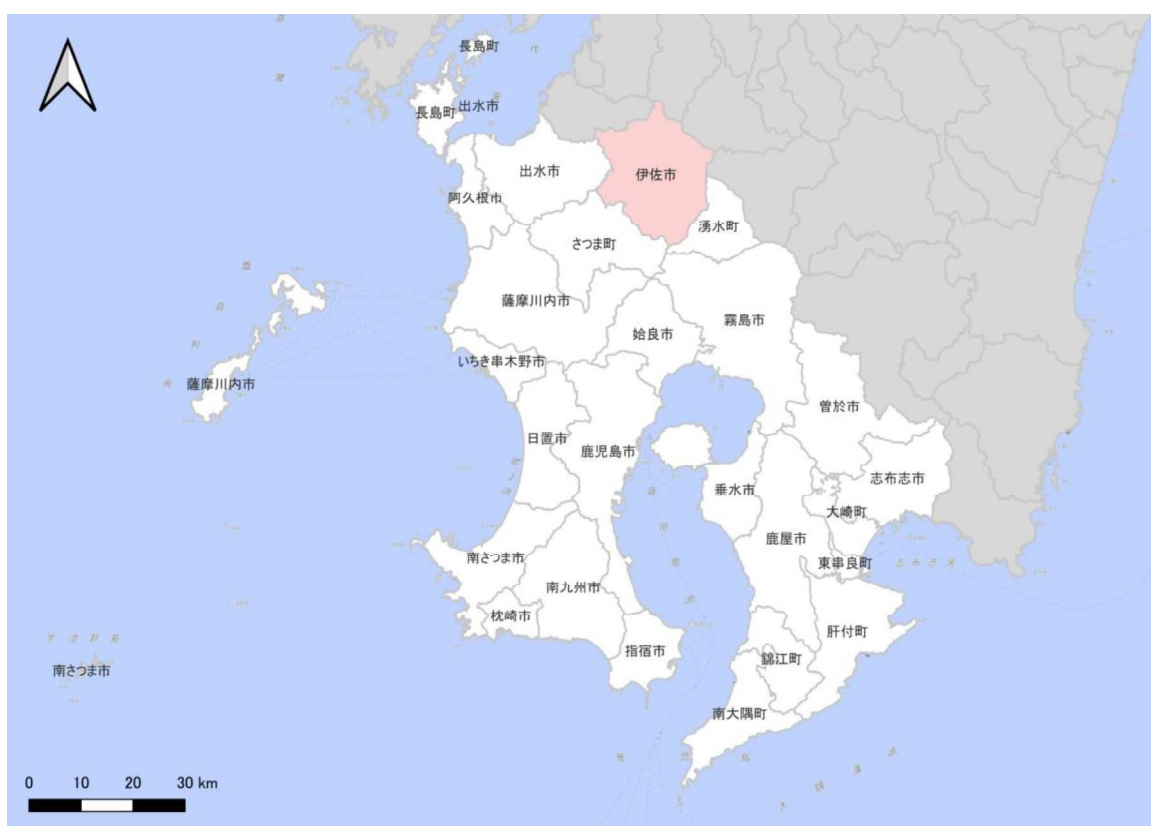 長島町
長島町
出水市
出水市
伊佐市
阿久根市
湧水町
さつま町
薩摩川内市
霧島市
姶良市
いちき串木野市
薩摩川内市
曽於市
日置市
鹿児島市
志布志市
垂水市
大崎町
鹿屋市
南さつま市
東串良町
南九州市
枕崎市
肝付町
指宿市
錦江町
南さつま市
南大隅町
0 10 20 30 km